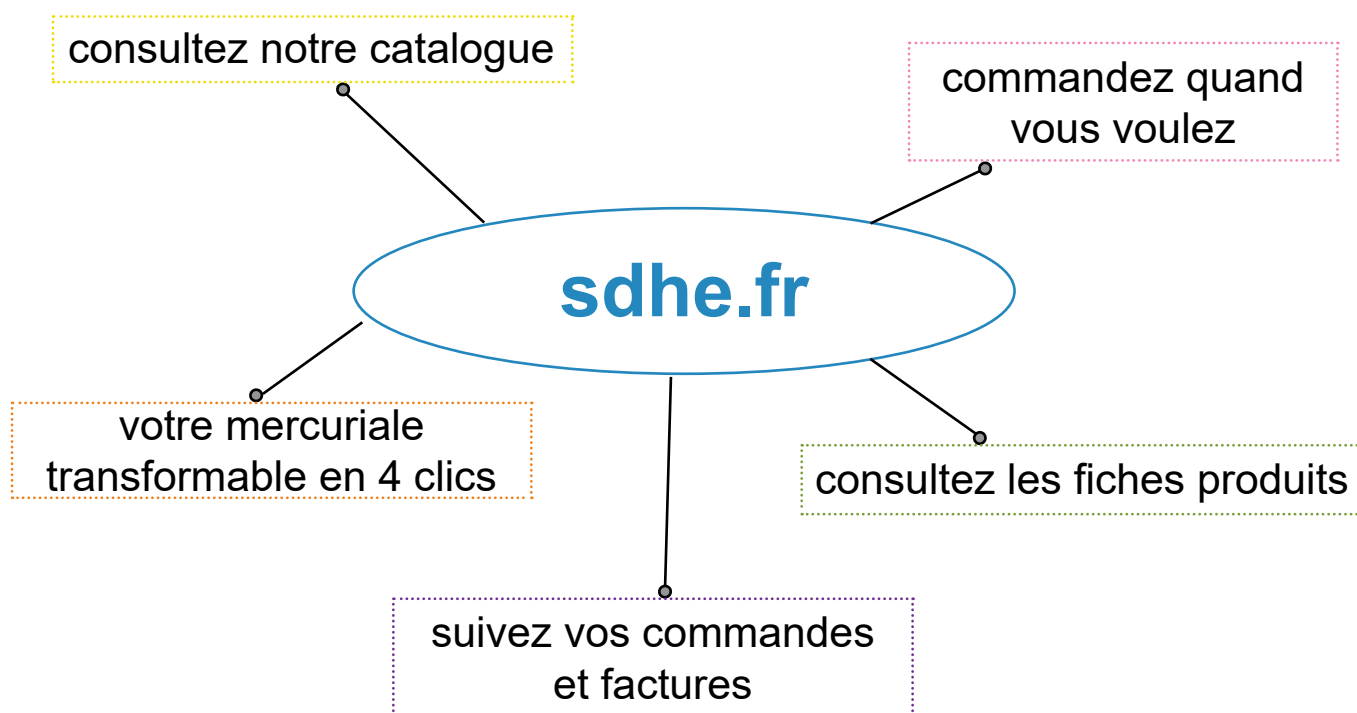 consultez notre catalogue
commandez quand
vous voulez
sdhe.fr
votre mercuriale
transformable en 4 clics
consultez les fiches produits
suivez vos commandes
et factures